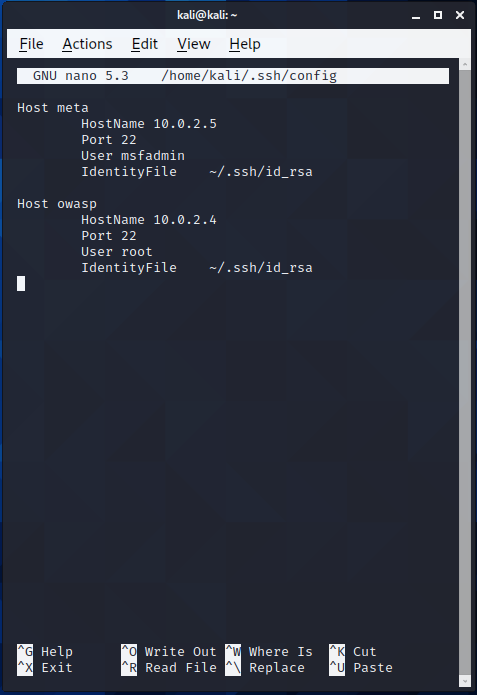 kali@kali: ~
File Actions Edit View Help
GNU nano 5.3 /home/kali/.ssh/config
Host meta
HostName 10.0.2.5
Port 22
User msfadmin
IdentityFile ~/.ssh/id_rsa
Host owasp
HostName 10.0.2.4
Port 22
User root
IdentityFile ~/.ssh/id_rsa
^G Help ^O Write Out ^W Where Is ^K Cut
^X Exit ^R Read File ^\ Replace ^U Paste